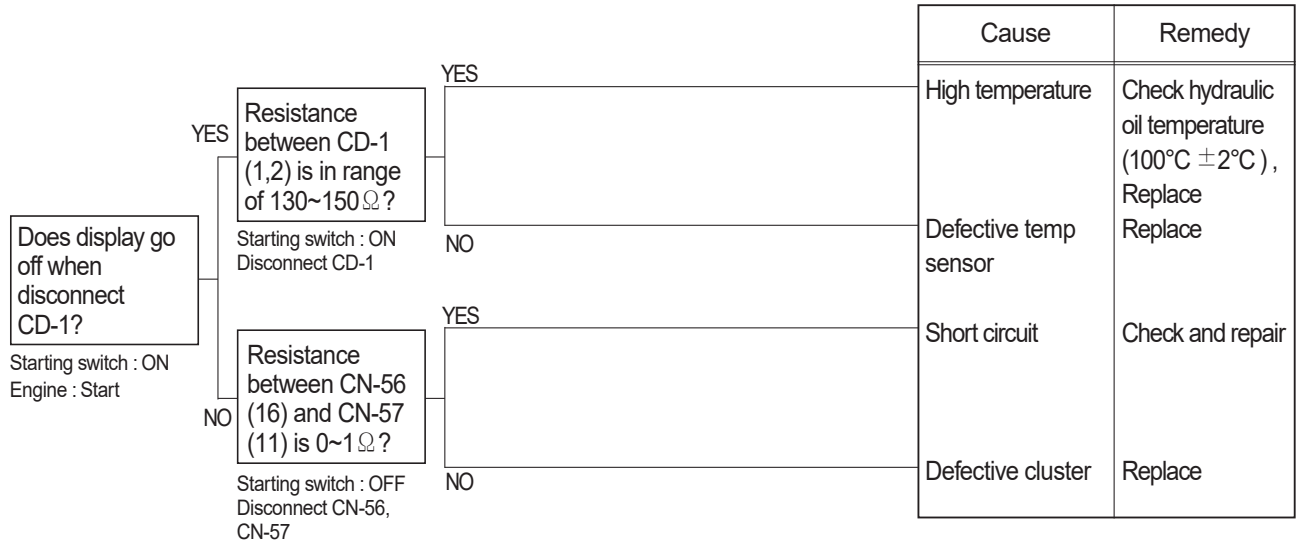 Does display go
off when
disconnect
CD-1?
Starting switch : ON
Engine : Start
YES
Resistance
between CD-1
(1,2) is in range
of 130~150Ω?
Starting switch : ON
Disconnect CD-1
YES
NO
NO
Resistance
between CN-56
(16) and CN-57
(11) is 0~1Ω?
Starting switch : OFF
Disconnect CN-56,
CN-57
YES
NO
Cause Remedy
High temperature Check hydraulic
oil temperature
(100°C ±2°C ) ,
Replace
Defective temp Replace
sensor
Short circuit Check and repair
Defective cluster Replace